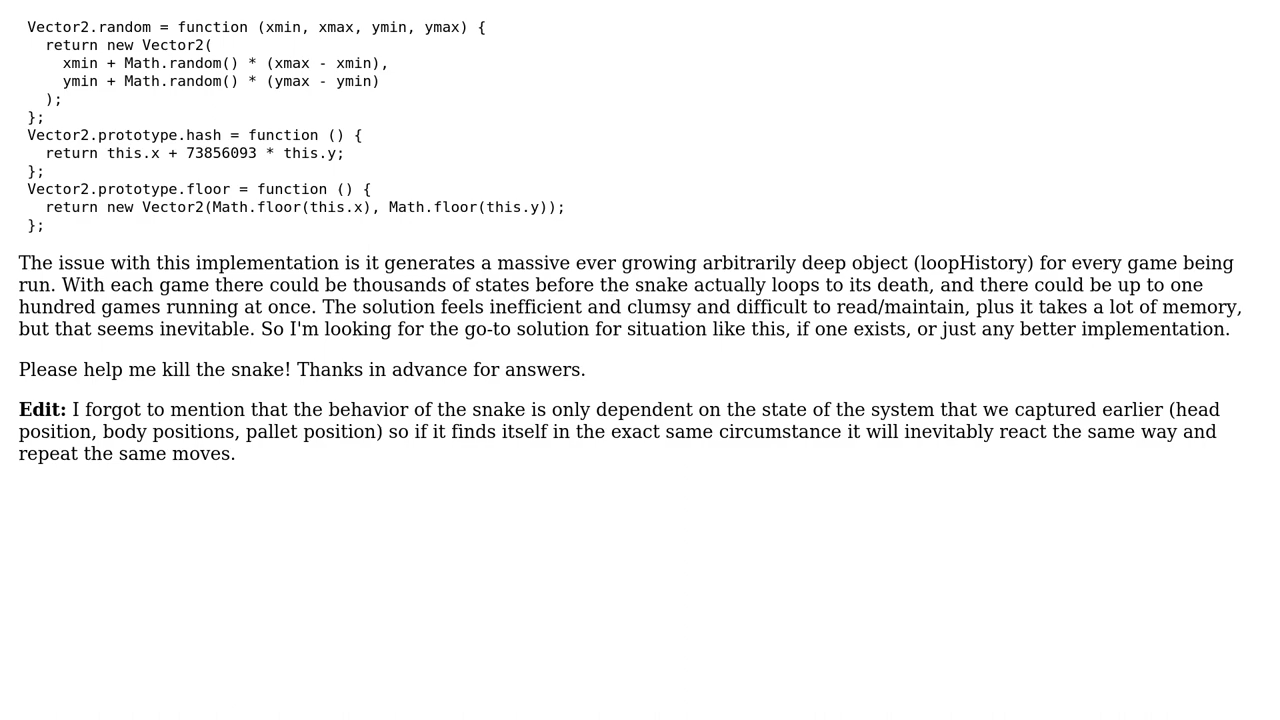 Vector2.random = function (xmin, xmax, ymin, ymax) {
  return new Vector2(
    xmin + Math.random() * (xmax - xmin),
    ymin + Math.random() * (ymax - ymin)
  );
};
Vector2.prototype.hash = function () {
  return this.x + 73856093 * this.y;
};
Vector2.prototype.floor = function () {
  return new Vector2(Math.floor(this.x), Math.floor(this.y));
};
The issue with this implementation is it generates a massive ever growing arbitrarily deep object (loopHistory) for every game being
run. With each game there could be thousands of states before the snake actually loops to its death, and there could be up to one
hundred games running at once. The solution feels inefficient and clumsy and difficult to read/maintain, plus it takes a lot of memory,
but that seems inevitable. So I'm looking for the go-to solution for situation like this, if one exists, or just any better implementation.
Please help me kill the snake! Thanks in advance for answers.
Edit: I forgot to mention that the behavior of the snake is only dependent on the state of the system that we captured earlier (head
position, body positions, pallet position) so if it finds itself in the exact same circumstance it will inevitably react the same way and
repeat the same moves.